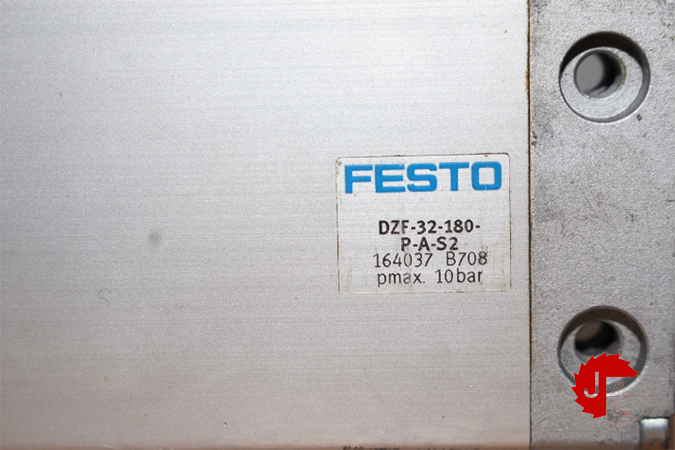 FESTO
DZF-32-180-
P-A-S2
164037 B708
pmax. 10bar
J